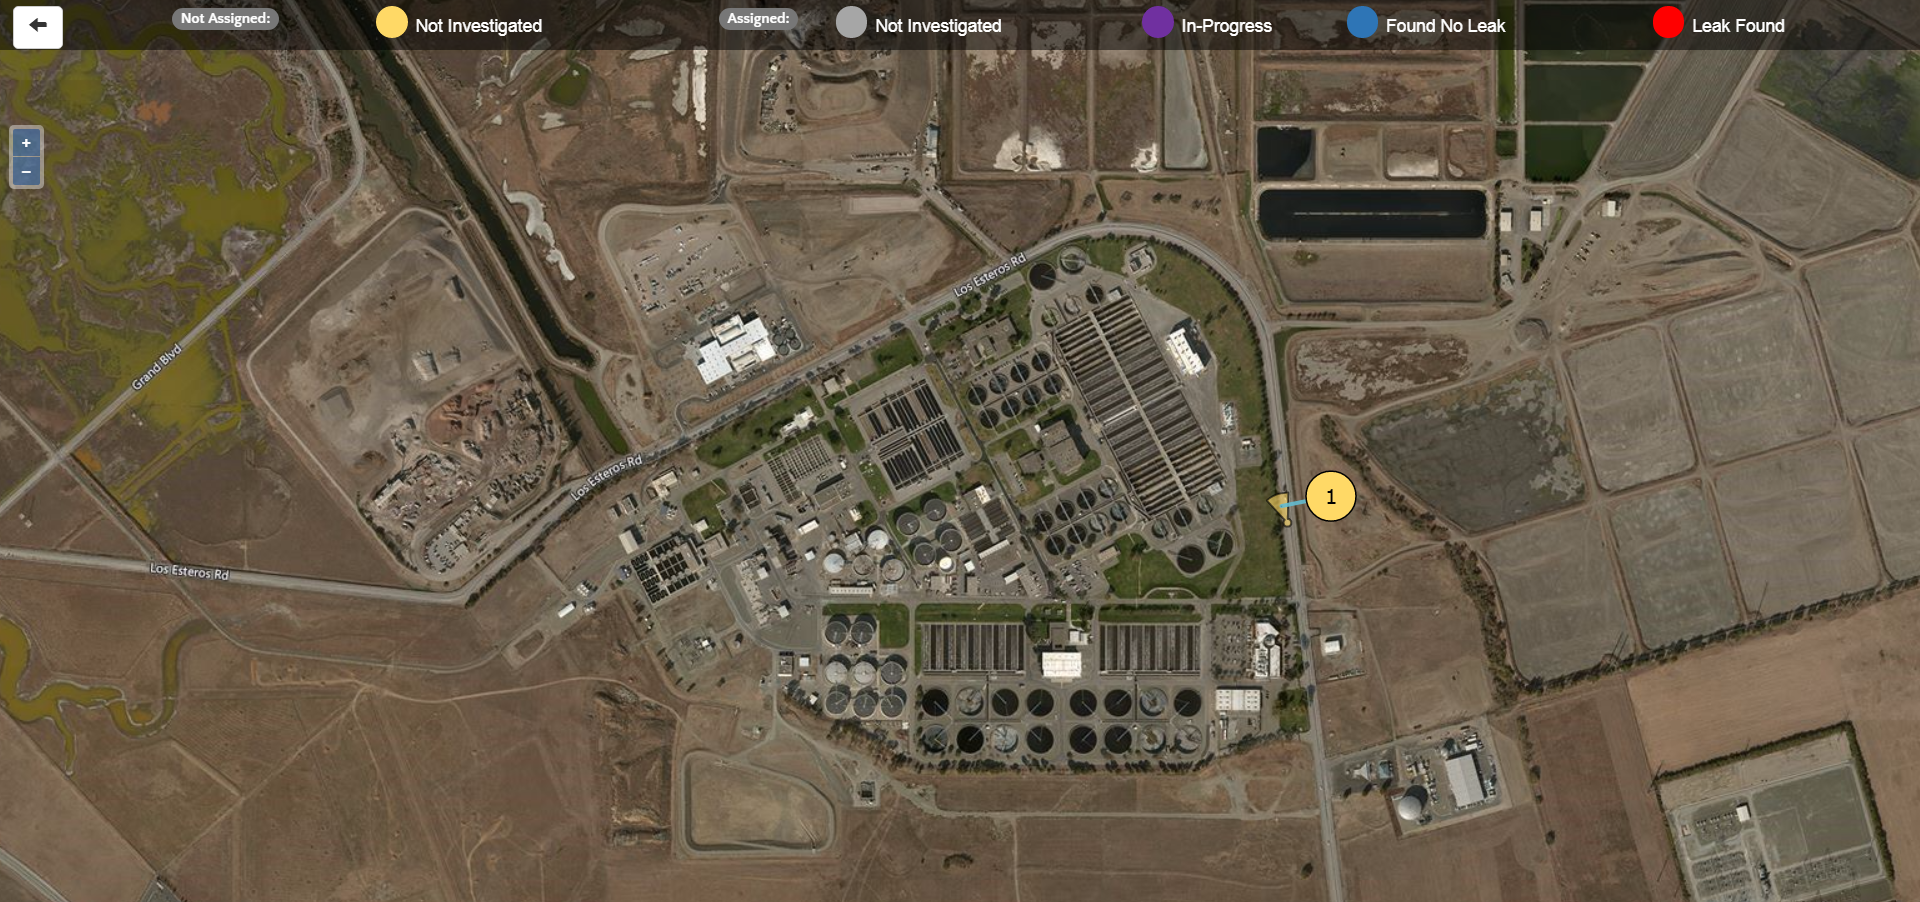 Not Assigned:
Not Investigated
Assigned:
Not Investigated
In-Progress
Found No Leak
Leak Found
+
−
Los Esteros Rd
Grand Blvd
Los Esteros Rd
1
Los Esteros Rd